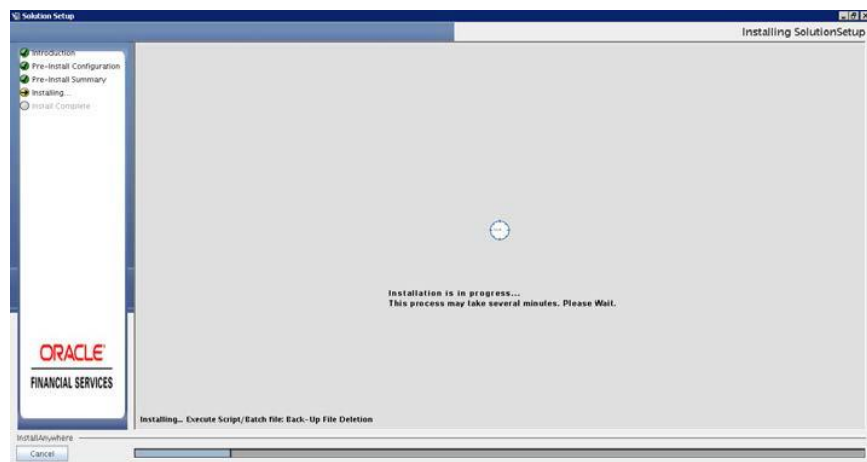 Solution Setup
Installing SolutionSetup
Introduction
Pre-Install Configuration
Pre-Install Summary
Installing...
Install Complete
Installation is in progress...
This process may take several minutes. Please Wait.
ORACLE
FINANCIAL SERVICES
Installing... Execute Script/Batch file: Back-Up File Deletion
InstallAnywhere
Cancel